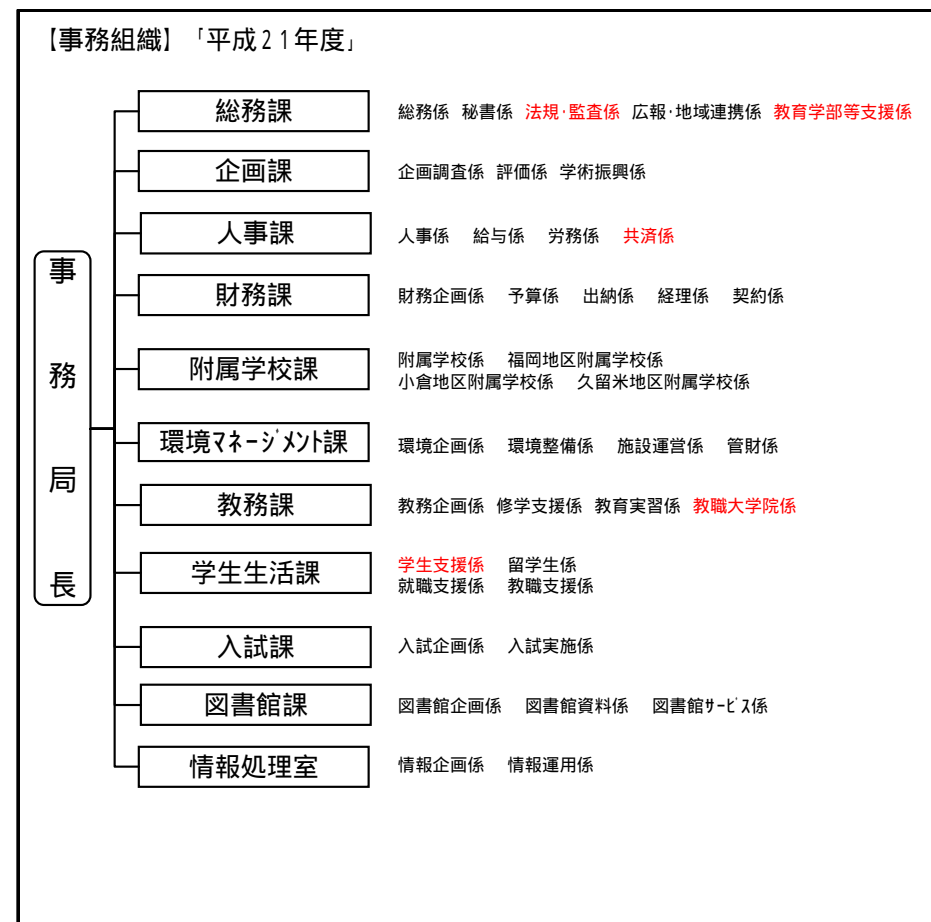 【事務組織】「平成２１年度」
総務課 総務係 秘書係 法規・監査係 広報・地域連携係 教育学部等支援係
企画課 企画調査係 評価係 学術振興係
人事課 人事係 給与係 労務係 共済係
財務課 財務企画係 予算係 出納係 経理係 契約係
附属学校課 附属学校係 福岡地区附属学校係
小倉地区附属学校係 久留米地区附属学校係
環境ﾏﾈｰｼﾞﾒﾝﾄ課 環境企画係 環境整備係 施設運営係 管財係
教務課 教務企画係 修学支援係 教育実習係 教職大学院係
学生生活課 学生支援係 留学生係
就職支援係 教職支援係
入試課 入試企画係 入試実施係
図書館課 図書館企画係 図書館資料係 図書館ｻｰﾋﾞｽ係
情報処理室 情報企画係 情報運用係
事務局長